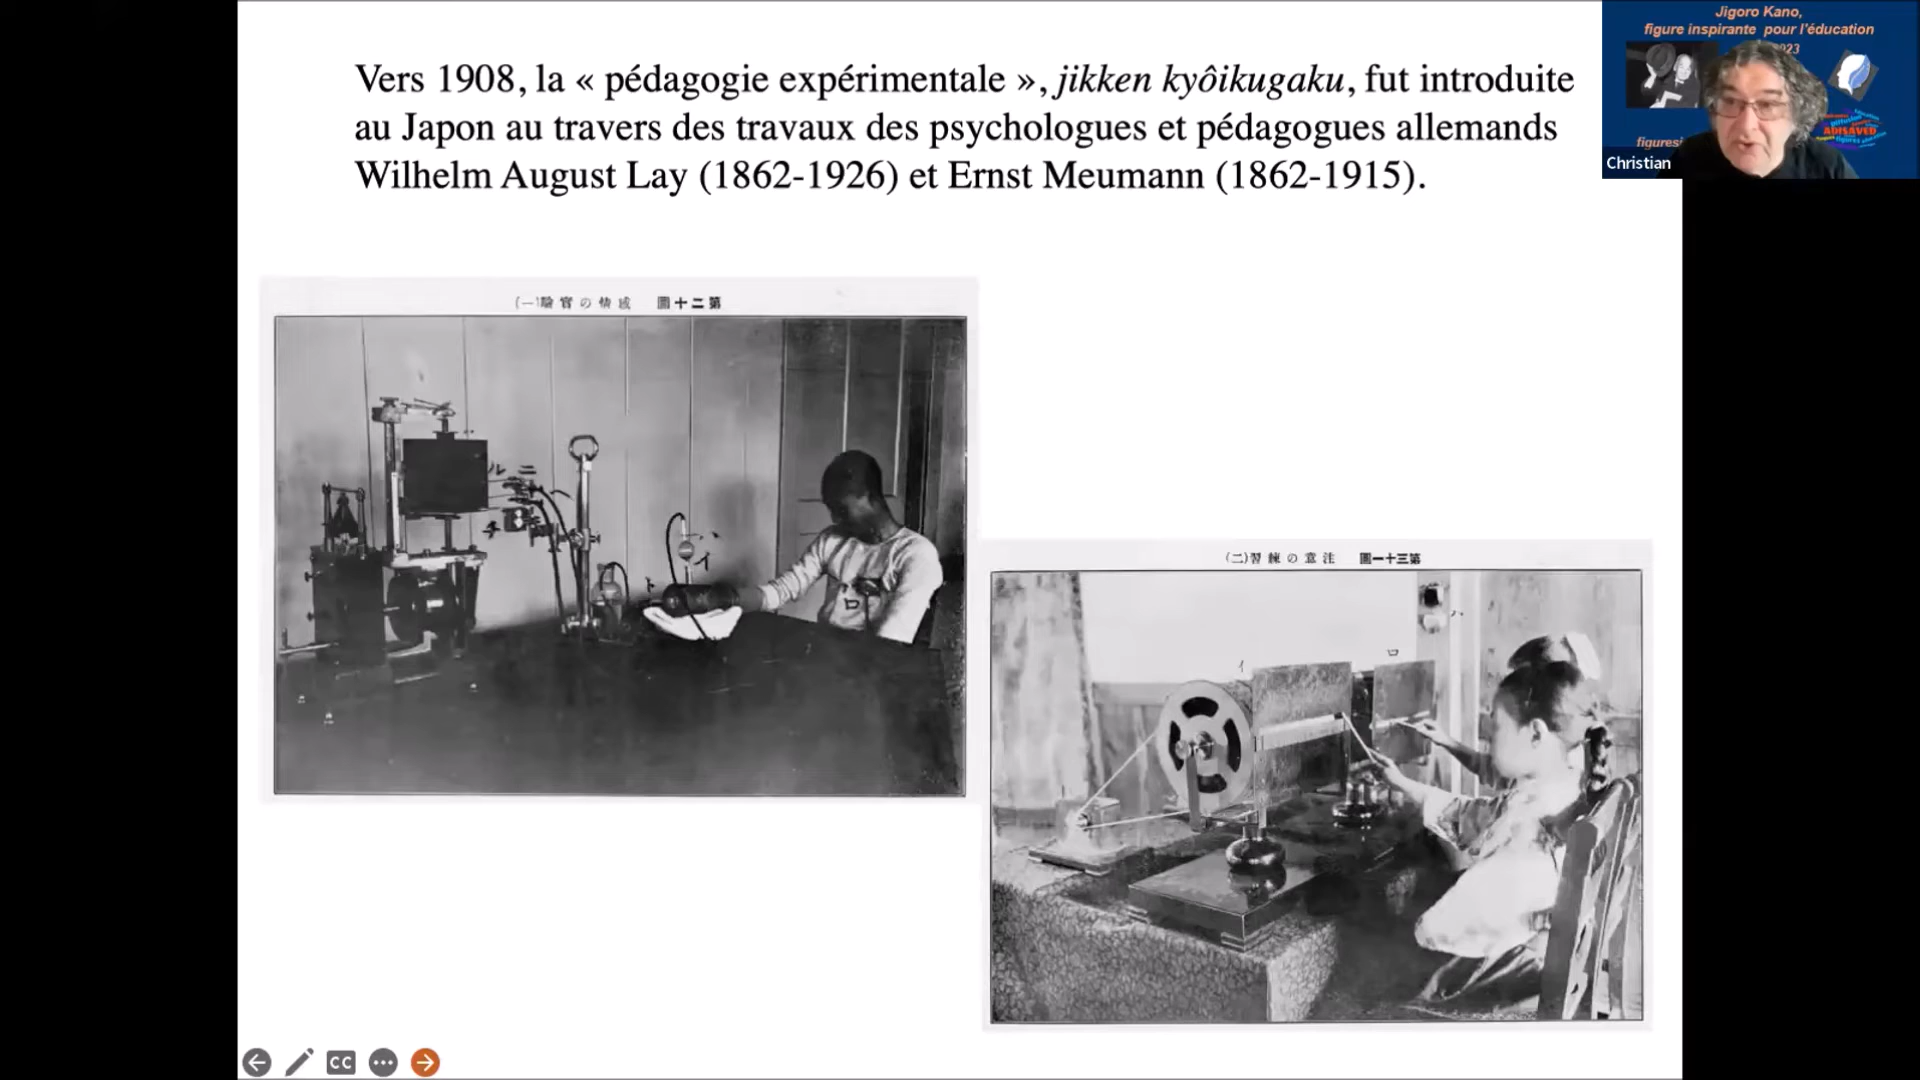 Vers 1908, la « pédagogie expérimentale », jikken kyôikugaku, fut introduite
au Japon au travers des travaux des psychologues et pédagogues allemands
Wilhelm August Lay (1862-1926) et Ernst Meumann (1862-1915).
Jigoro Kano,
figure inspirante pour l'éducation
Christian
ADISAVED
(一)驗實の情感 圖十二第
(二)習練の意注 圖一十三第
CC